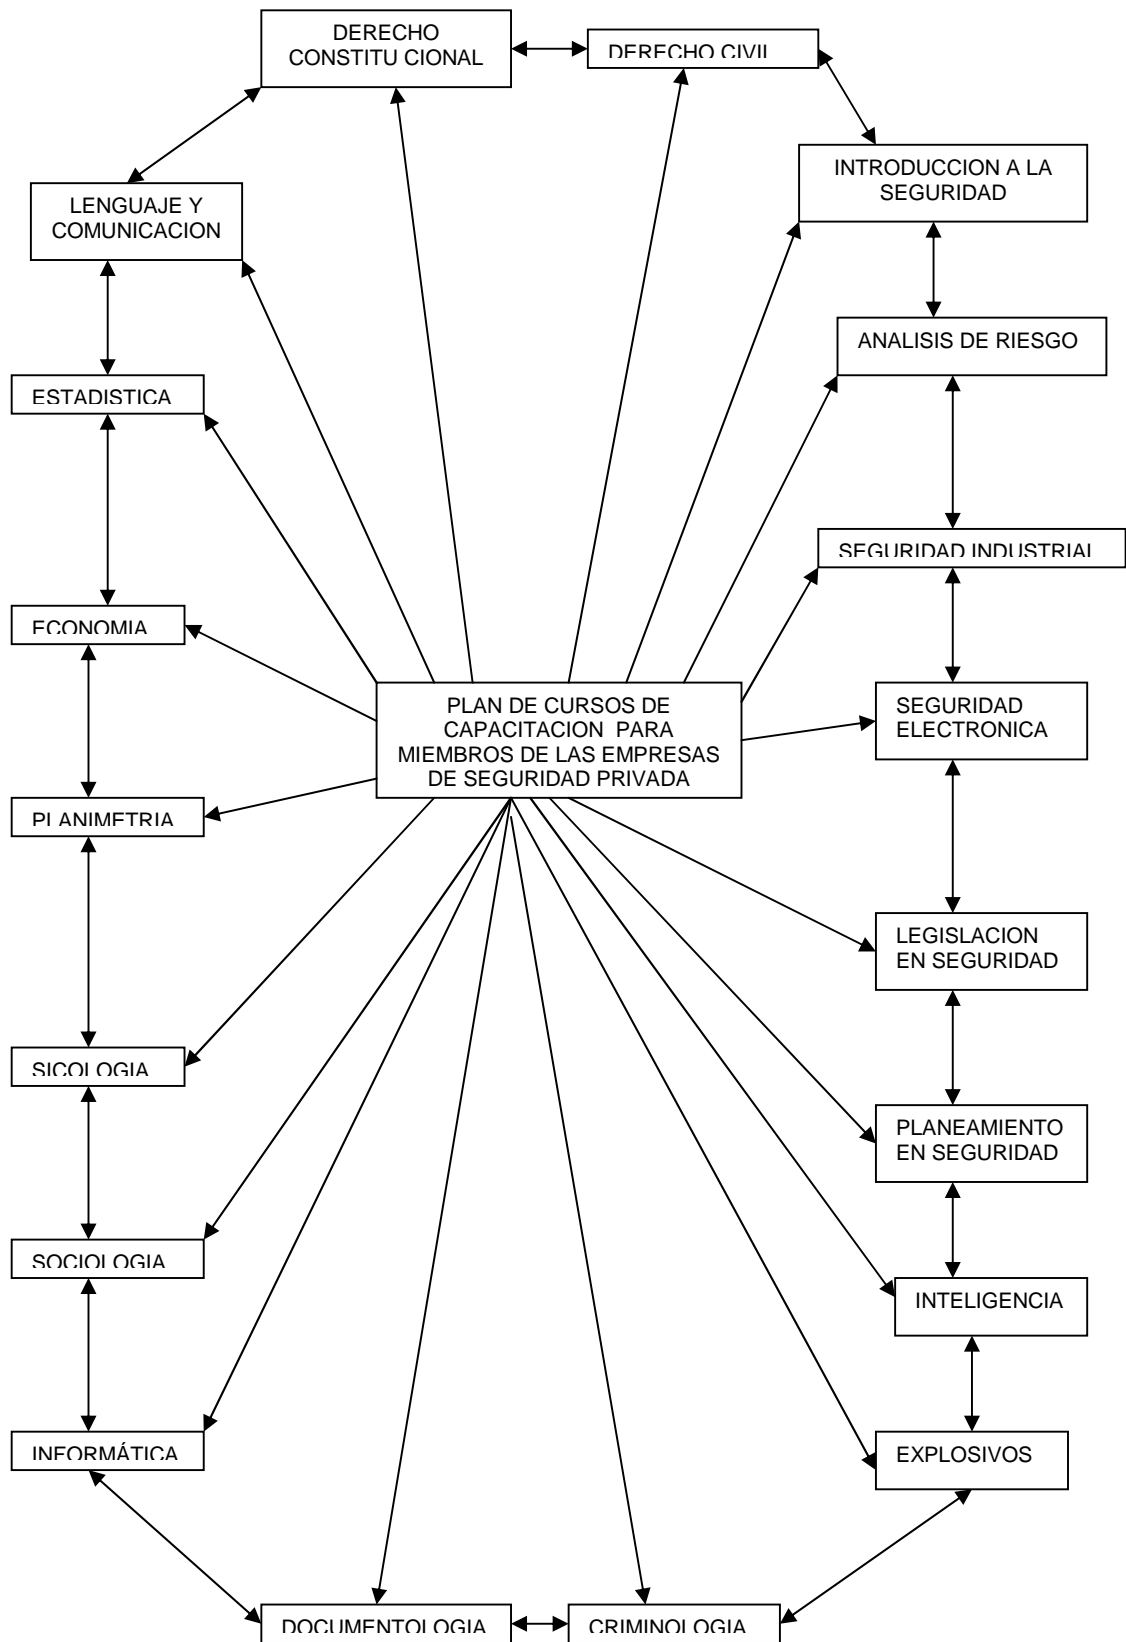 DERECHO
CONSTITU CIONAL
DERECHO CIVIL
INTRODUCCION A LA
SEGURIDAD
LENGUAJE Y
COMUNICACION
ANALISIS DE RIESGO
ESTADISTICA
SEGURIDAD INDUSTRIAL
ECONOMIA
PLAN DE CURSOS DE
CAPACITACION PARA
MIEMBROS DE LAS EMPRESAS
DE SEGURIDAD PRIVADA
SEGURIDAD
ELECTRONICA
PLANIMETRIA
LEGISLACION
EN SEGURIDAD
SICOLOGIA
PLANEAMIENTO
EN SEGURIDAD
SOCIOLOGIA
INTELIGENCIA
INFORMÁTICA
EXPLOSIVOS
DOCUMENTOLOGIA
CRIMINOLOGIA